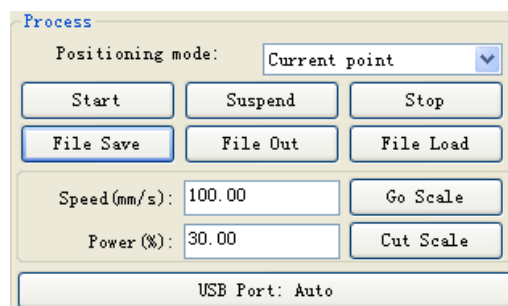 Process
Positioning mode: Current point
Start Suspend Stop
File Save File Out File Load
Speed(mm/s): 100.00 Go Scale
Power(%): 30.00 Cut Scale
USB Port: Auto